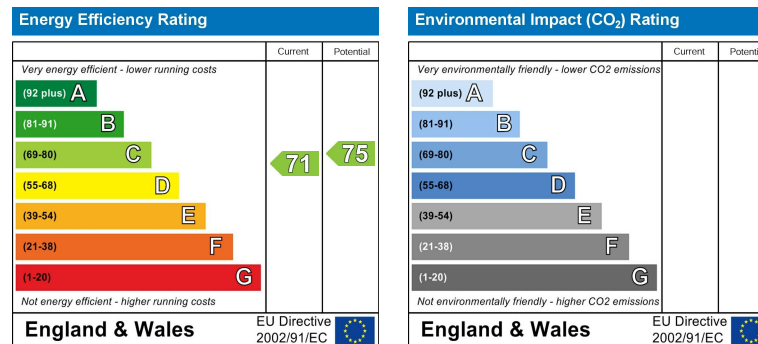 Energy Efficiency Rating
Current Potential
Very energy efficient - lower running costs
(92 plus) A
(81-91) B
(69-80) C
71 75
(55-68) D
(39-54) E
(21-38) F
(1-20) G
Not energy efficient - higher running costs
England & Wales
EU Directive
2002/91/EC
Environmental Impact (CO₂) Rating
Current Potenti
Very environmentally friendly - lower CO2 emissions
(92 plus) A
(81-91) B
(69-80) C
(55-68) D
(39-54) E
(21-38) F
(1-20) G
Not environmentally friendly - higher CO2 emissions
England & Wales
EU Directive
2002/91/EC